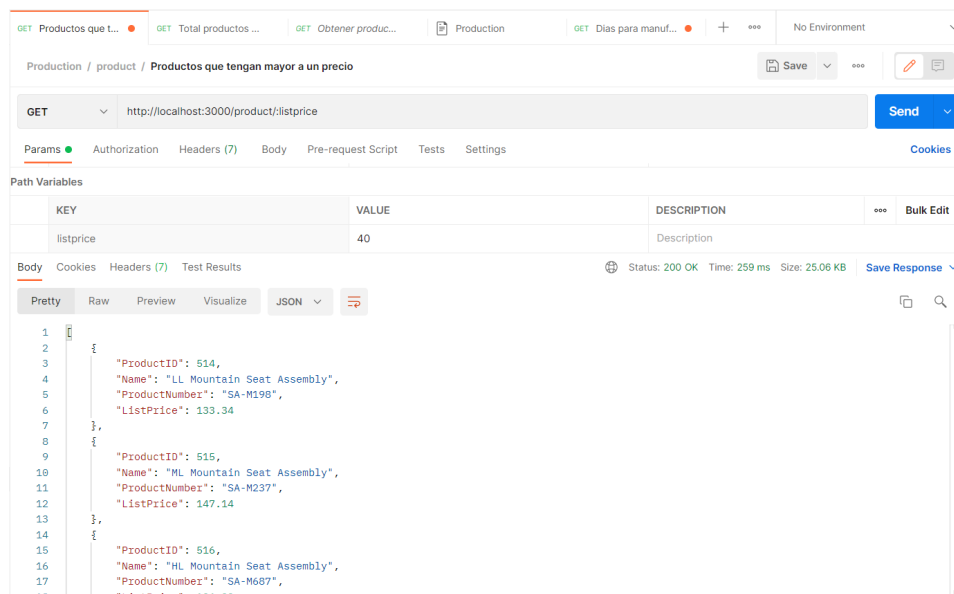 GET Productos que t... GET Total productos ... GET Obtener produc... Production GET Dias para manuf... No Environment
Production / product / Productos que tengan mayor a un precio Save
GET http://localhost:3000/product/:listprice Send
Params Authorization Headers (7) Body Pre-request Script Tests Settings Cookies
Path Variables
KEY VALUE DESCRIPTION Bulk Edit
listprice 40 Description
Body Cookies Headers (7) Test Results Status: 200 OK Time: 259 ms Size: 25.06 KB Save Response
Pretty Raw Preview Visualize JSON
1 [
2 {
3 "ProductID": 514,
4 "Name": "LL Mountain Seat Assembly",
5 "ProductNumber": "SA-M198",
6 "ListPrice": 133.34
7 },
8 {
9 "ProductID": 515,
10 "Name": "ML Mountain Seat Assembly",
11 "ProductNumber": "SA-M237",
12 "ListPrice": 147.14
13 },
14 {
15 "ProductID": 516,
16 "Name": "HL Mountain Seat Assembly",
17 "ProductNumber": "SA-M687",